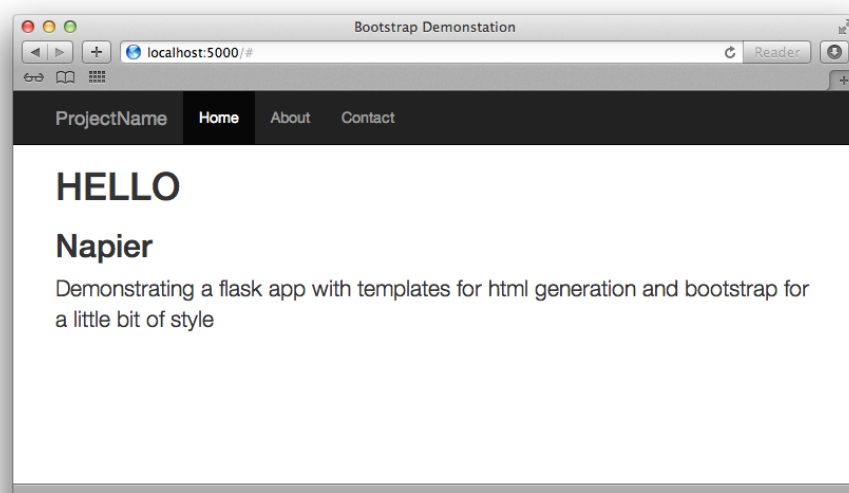 Bootstrap Demonstation
localhost:5000/#
Reader
ProjectName Home About Contact
HELLO
Napier
Demonstrating a flask app with templates for html generation and bootstrap for
a little bit of style